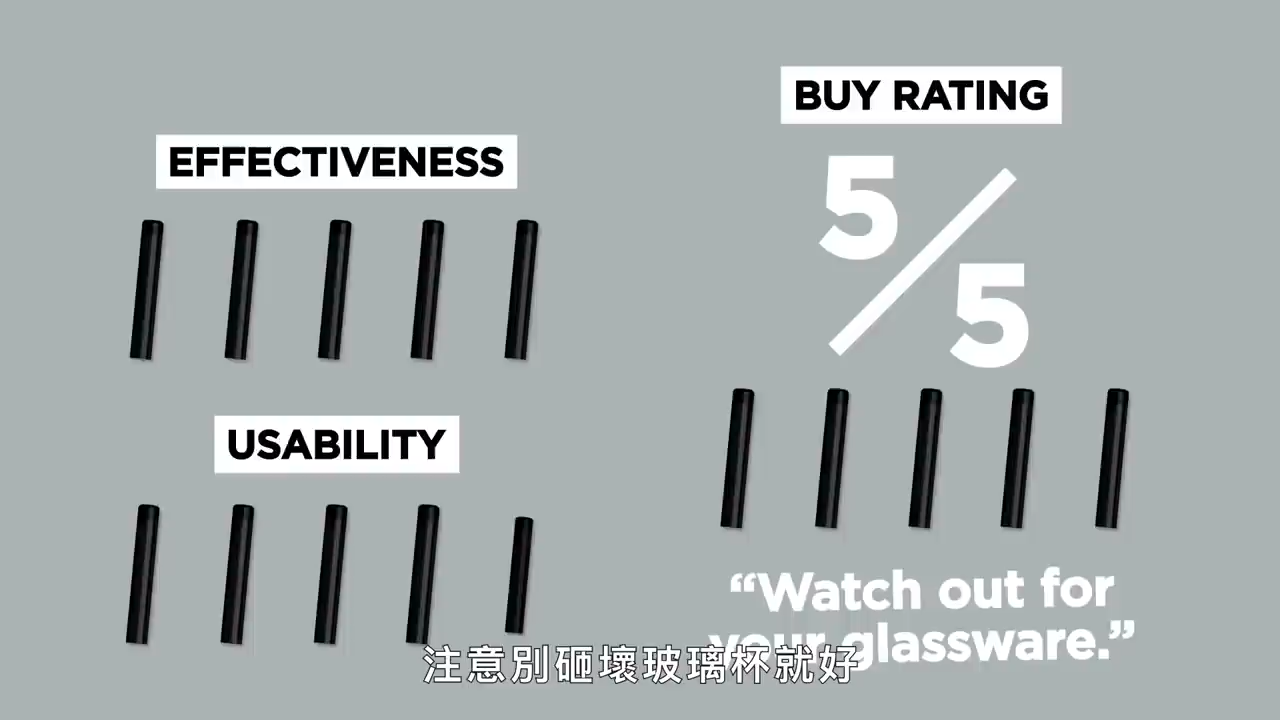 EFFECTIVENESS
USABILITY
BUY RATING
5/5
“Watch out for
your glassware.”
注意別砸壞玻璃杯就好